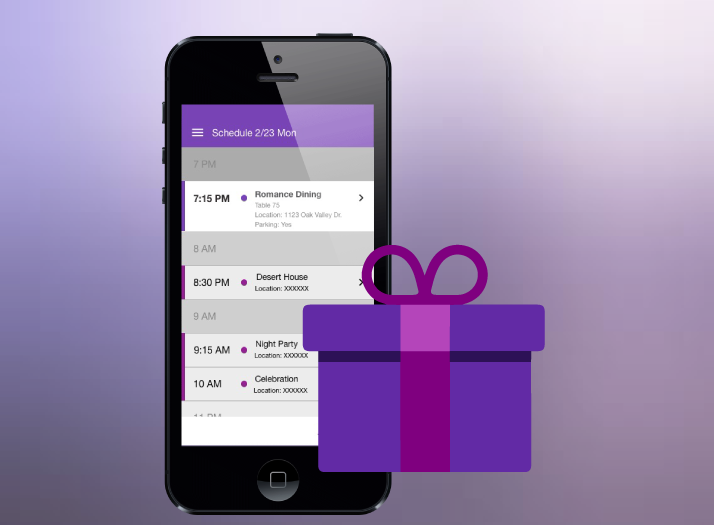 Schedule 2/23 Mon
7 PM
7:15 PM
Romance Dining
Table 75
Location: 1123 Oak Valley Dr.
Parking: Yes
8 AM
8:30 PM
Desert House
Location: XXXXXX
9 AM
9:15 AM
Night Party
Location: XXXXXX
10 AM
Celebration
Location: XXXXXX
11 PM